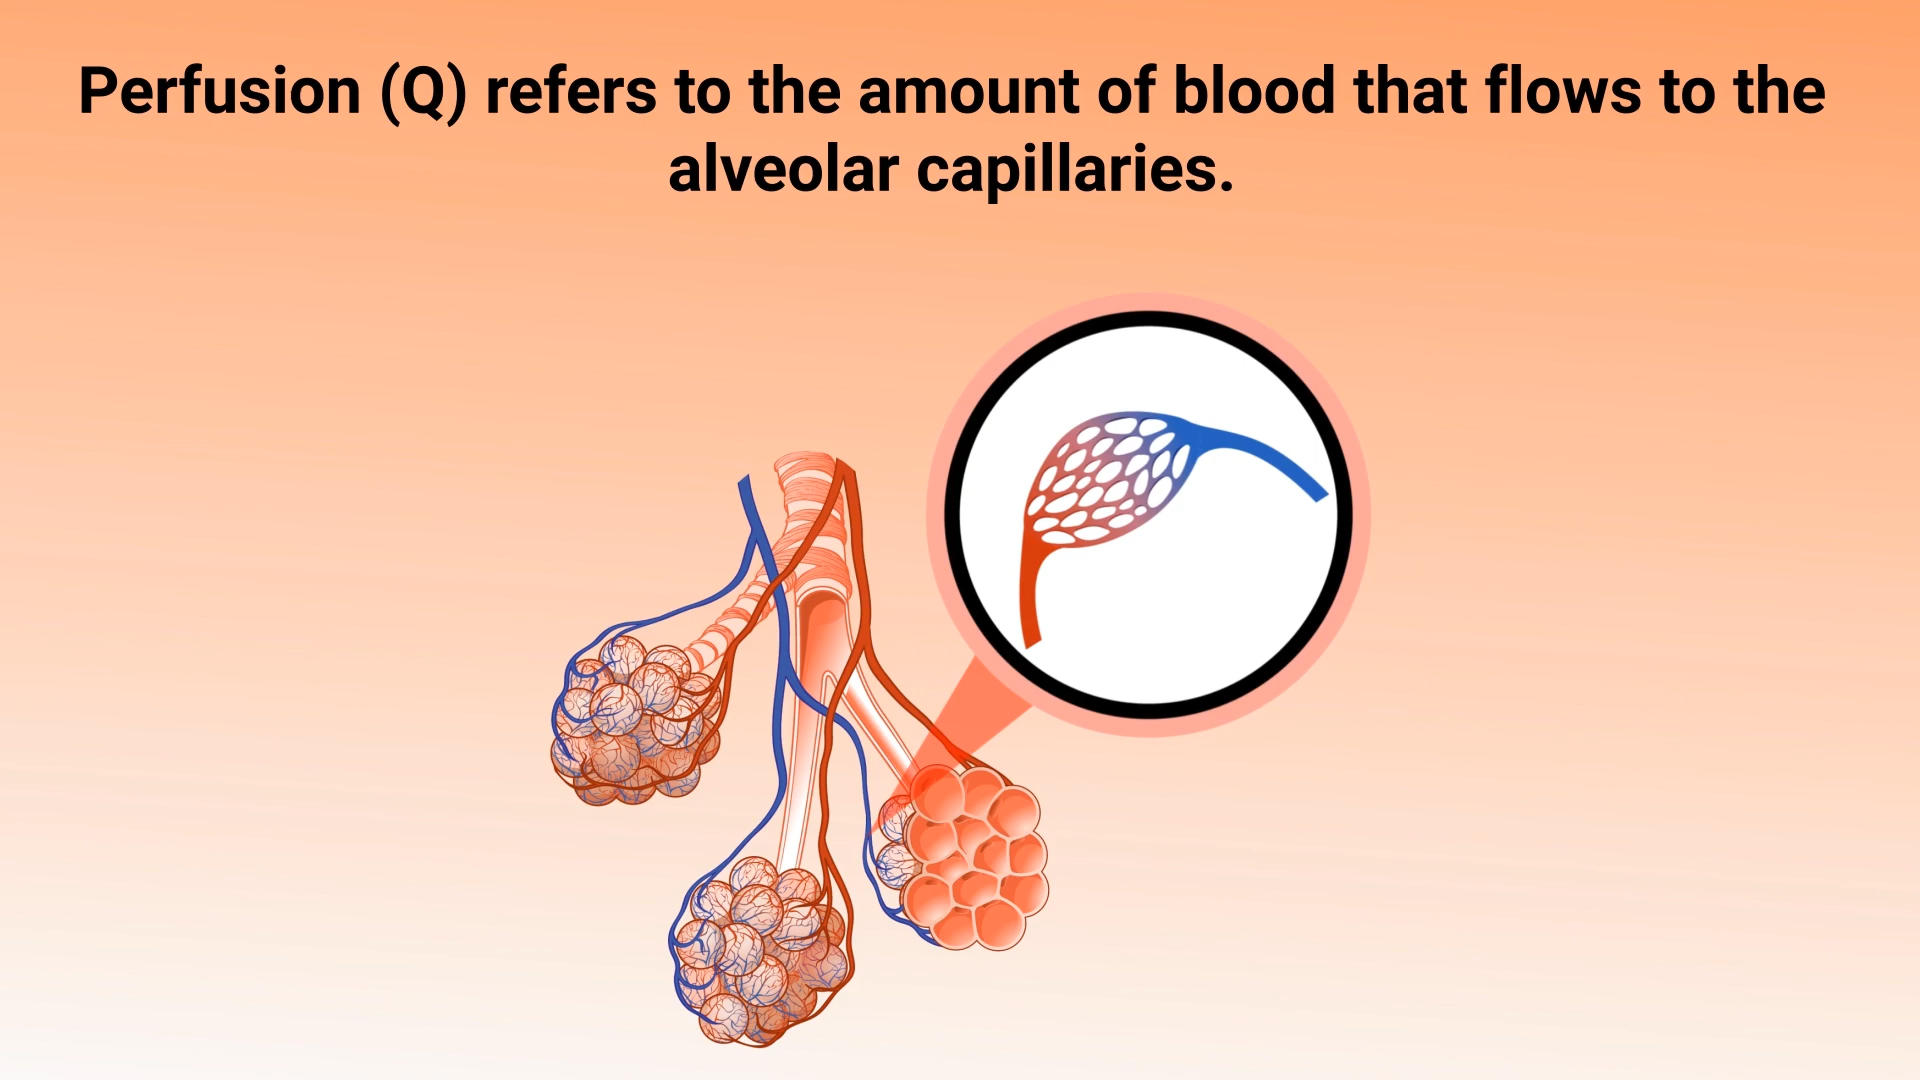 Perfusion (Q) refers to the amount of blood that flows to the
alveolar capillaries.